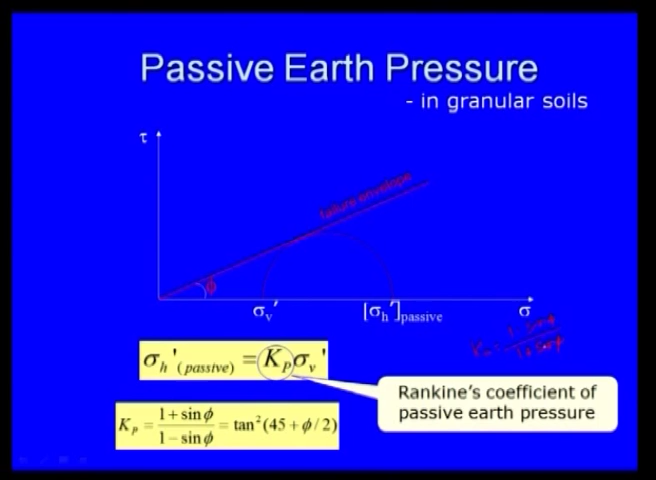 Passive Earth Pressure
- in granular soils
τ
failure envelope
ϕ
σv' [σh']passive σ
σh'(passive) = Kpσv'
Kp = (1 + sin ϕ)/(1 − sin ϕ) = tan²(45 + ϕ/2)
Rankine's coefficient of
passive earth pressure